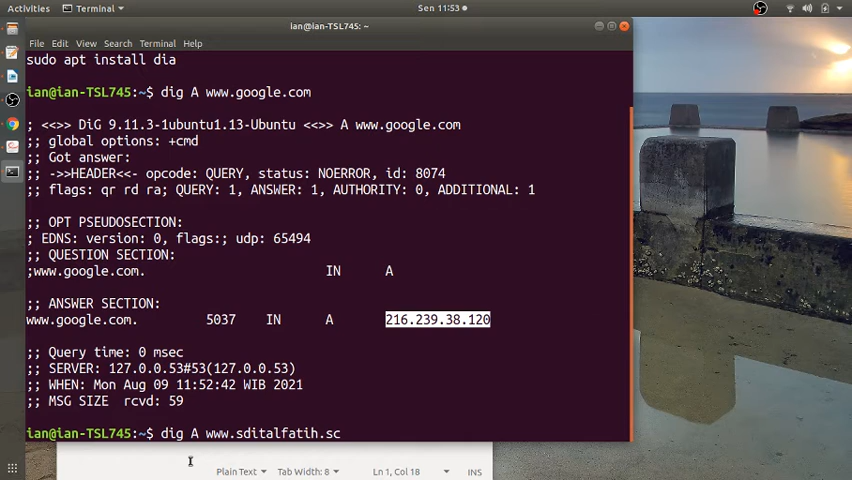 Activities
Terminal
Sen 11:53
ian@ian-TSL745: ~
File Edit View Search Terminal Help
sudo apt install dia
ian@ian-TSL745:~$ dig A www.google.com
; <<>> DiG 9.11.3-1ubuntu1.13-Ubuntu <<>> A www.google.com
;; global options: +cmd
;; Got answer:
;; ->>HEADER<<- opcode: QUERY, status: NOERROR, id: 8074
;; flags: qr rd ra; QUERY: 1, ANSWER: 1, AUTHORITY: 0, ADDITIONAL: 1
;; OPT PSEUDOSECTION:
; EDNS: version: 0, flags:; udp: 65494
;; QUESTION SECTION:
;www.google.com. IN A
;; ANSWER SECTION:
www.google.com. 5037 IN A 216.239.38.120
;; Query time: 0 msec
;; SERVER: 127.0.0.53#53(127.0.0.53)
;; WHEN: Mon Aug 09 11:52:42 WIB 2021
;; MSG SIZE rcvd: 59
ian@ian-TSL745:~$ dig A www.sditalfatih.sc
Plain Text Tab Width: 8 Ln 1, Col 18 INS